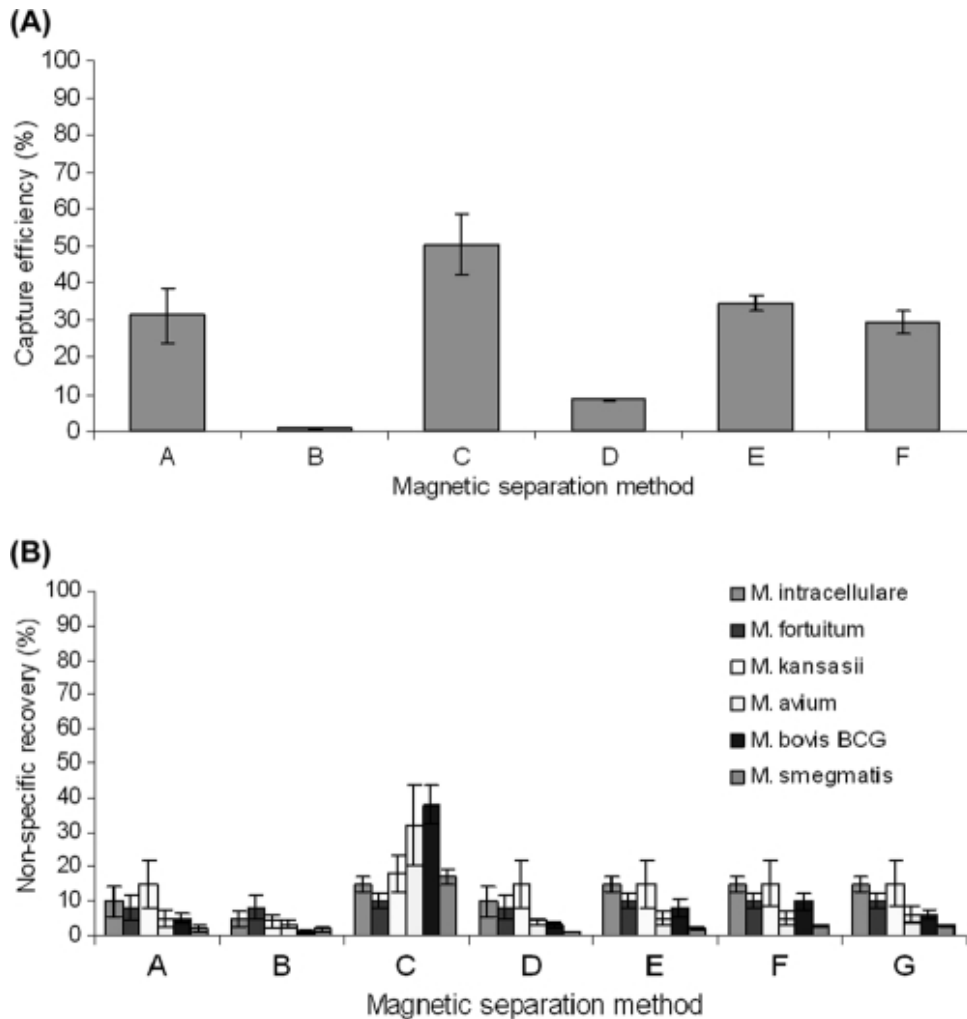 (A)
Capture efficiency (%)
100
90
80
70
60
50
40
30
20
10
0
A B C D E F
Magnetic separation method
(B)
Non-specific recovery (%)
100
90
80
70
60
50
40
30
20
10
0
M. intracellulare
M. fortuitum
M. kansasii
M. avium
M. bovis BCG
M. smegmatis
A B C D E F G
Magnetic separation method